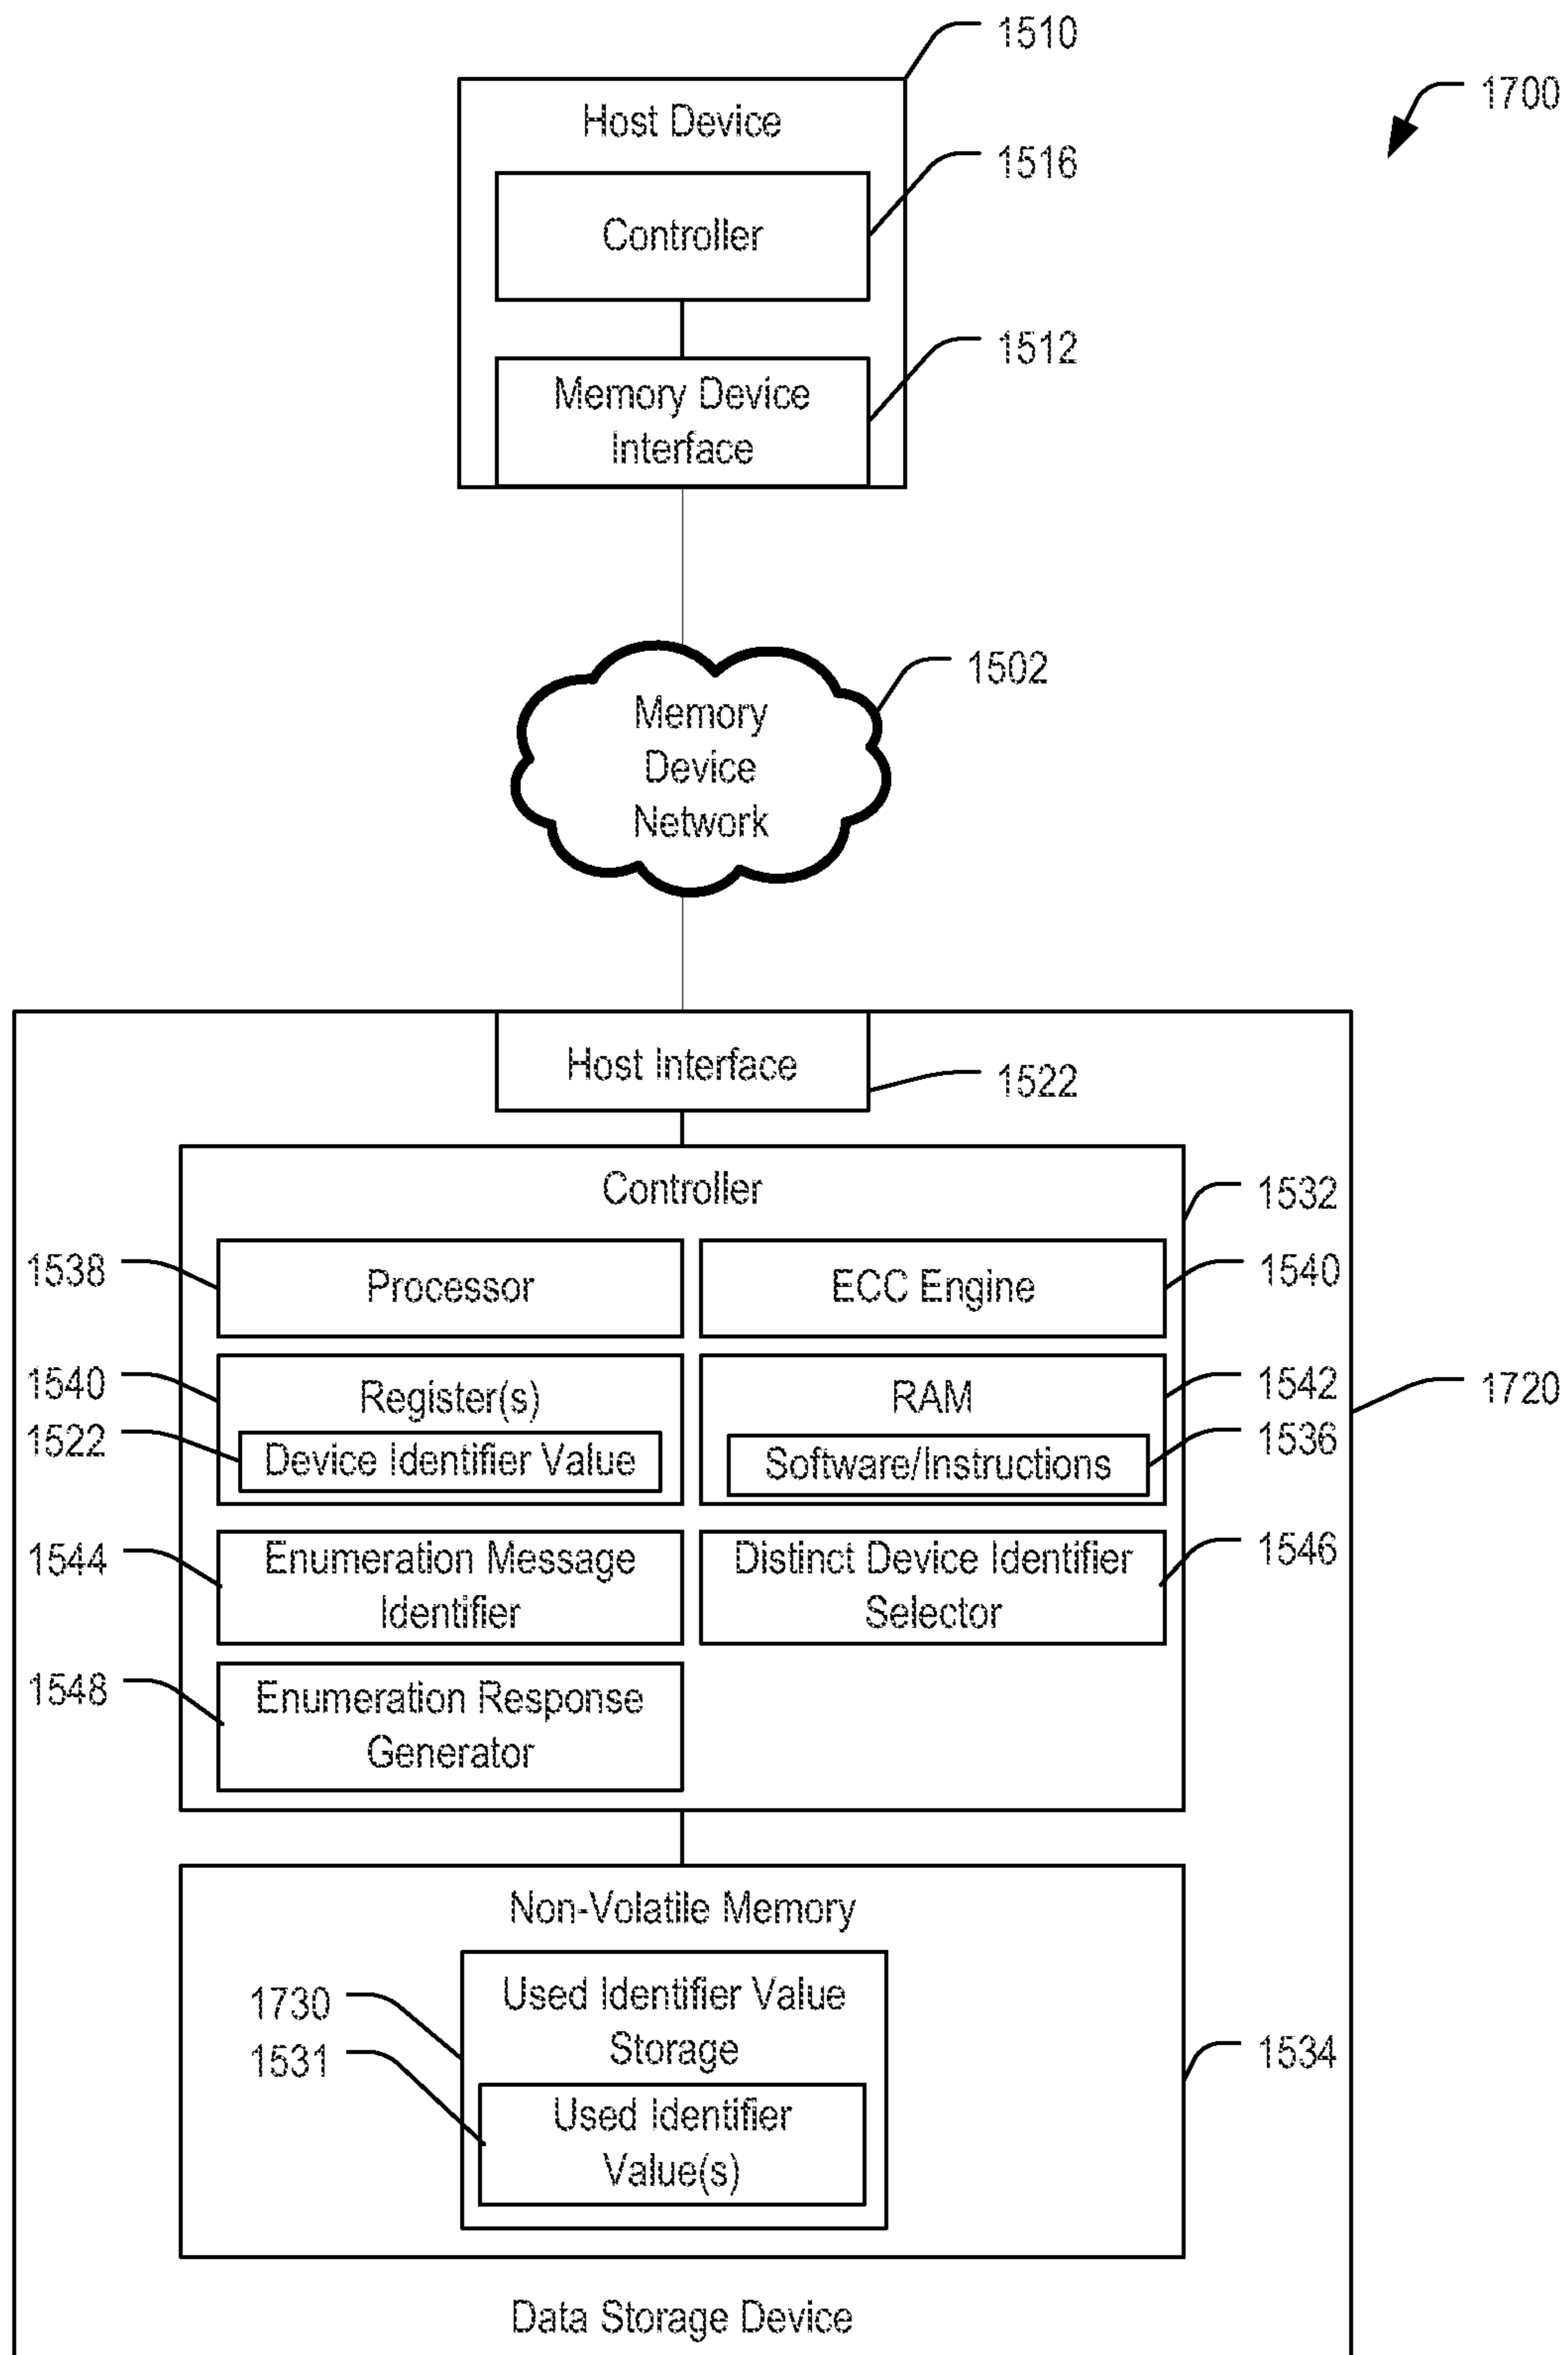 1510
1700
Host Device
1516
Controller
1512
Memory Device
Interface
1502
Memory
Device
Network
Host Interface
1522
Controller
1532
1538
Processor
ECC Engine
1540
1540
Register(s)
RAM
1542
1720
1522
Device Identifier Value
Software/Instructions
1536
1544
Enumeration Message
Identifier
Distinct Device Identifier
Selector
1546
1548
Enumeration Response
Generator
Non-Volatile Memory
1730
Used Identifier Value
Storage
1531
1534
Used Identifier
Value(s)
Data Storage Device